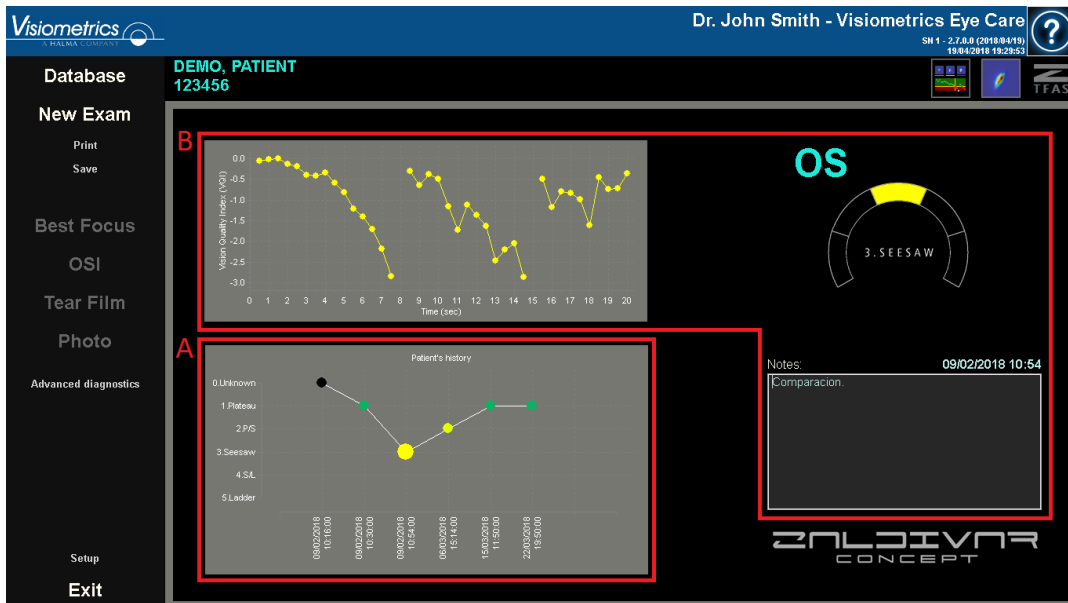 Visiometrics
A HALMA COMPANY
Dr. John Smith - Visiometrics Eye Care
SN 1 - 2.7.0.0 (2018/04/19)
19/04/2018 19:29:53
?
Database
New Exam
Print
Save
Best Focus
OSI
Tear Film
Photo
Advanced diagnostics
Setup
Exit
DEMO, PATIENT
123456
TFAS
B
Vision Quality Index (VQI)
0.0
-0.5
-1.0
-1.5
-2.0
-2.5
-3.0
0 1 2 3 4 5 6 7 8 9 10 11 12 13 14 15 16 17 18 19 20
Time (sec)
OS
3.SEESAW
A
Patient's history
0.Unknown
1.Plateau
2.P/S
3.Seesaw
4.S/L
5.Ladder
09/02/2018 10:16:00
09/02/2018 10:30:00
09/02/2018 10:54:00
06/03/2018 15:14:00
15/03/2018 11:50:00
22/03/2018 19:50:00
Notes: 09/02/2018 10:54
Comparacion.
ZALDIVAR
CONCEPT